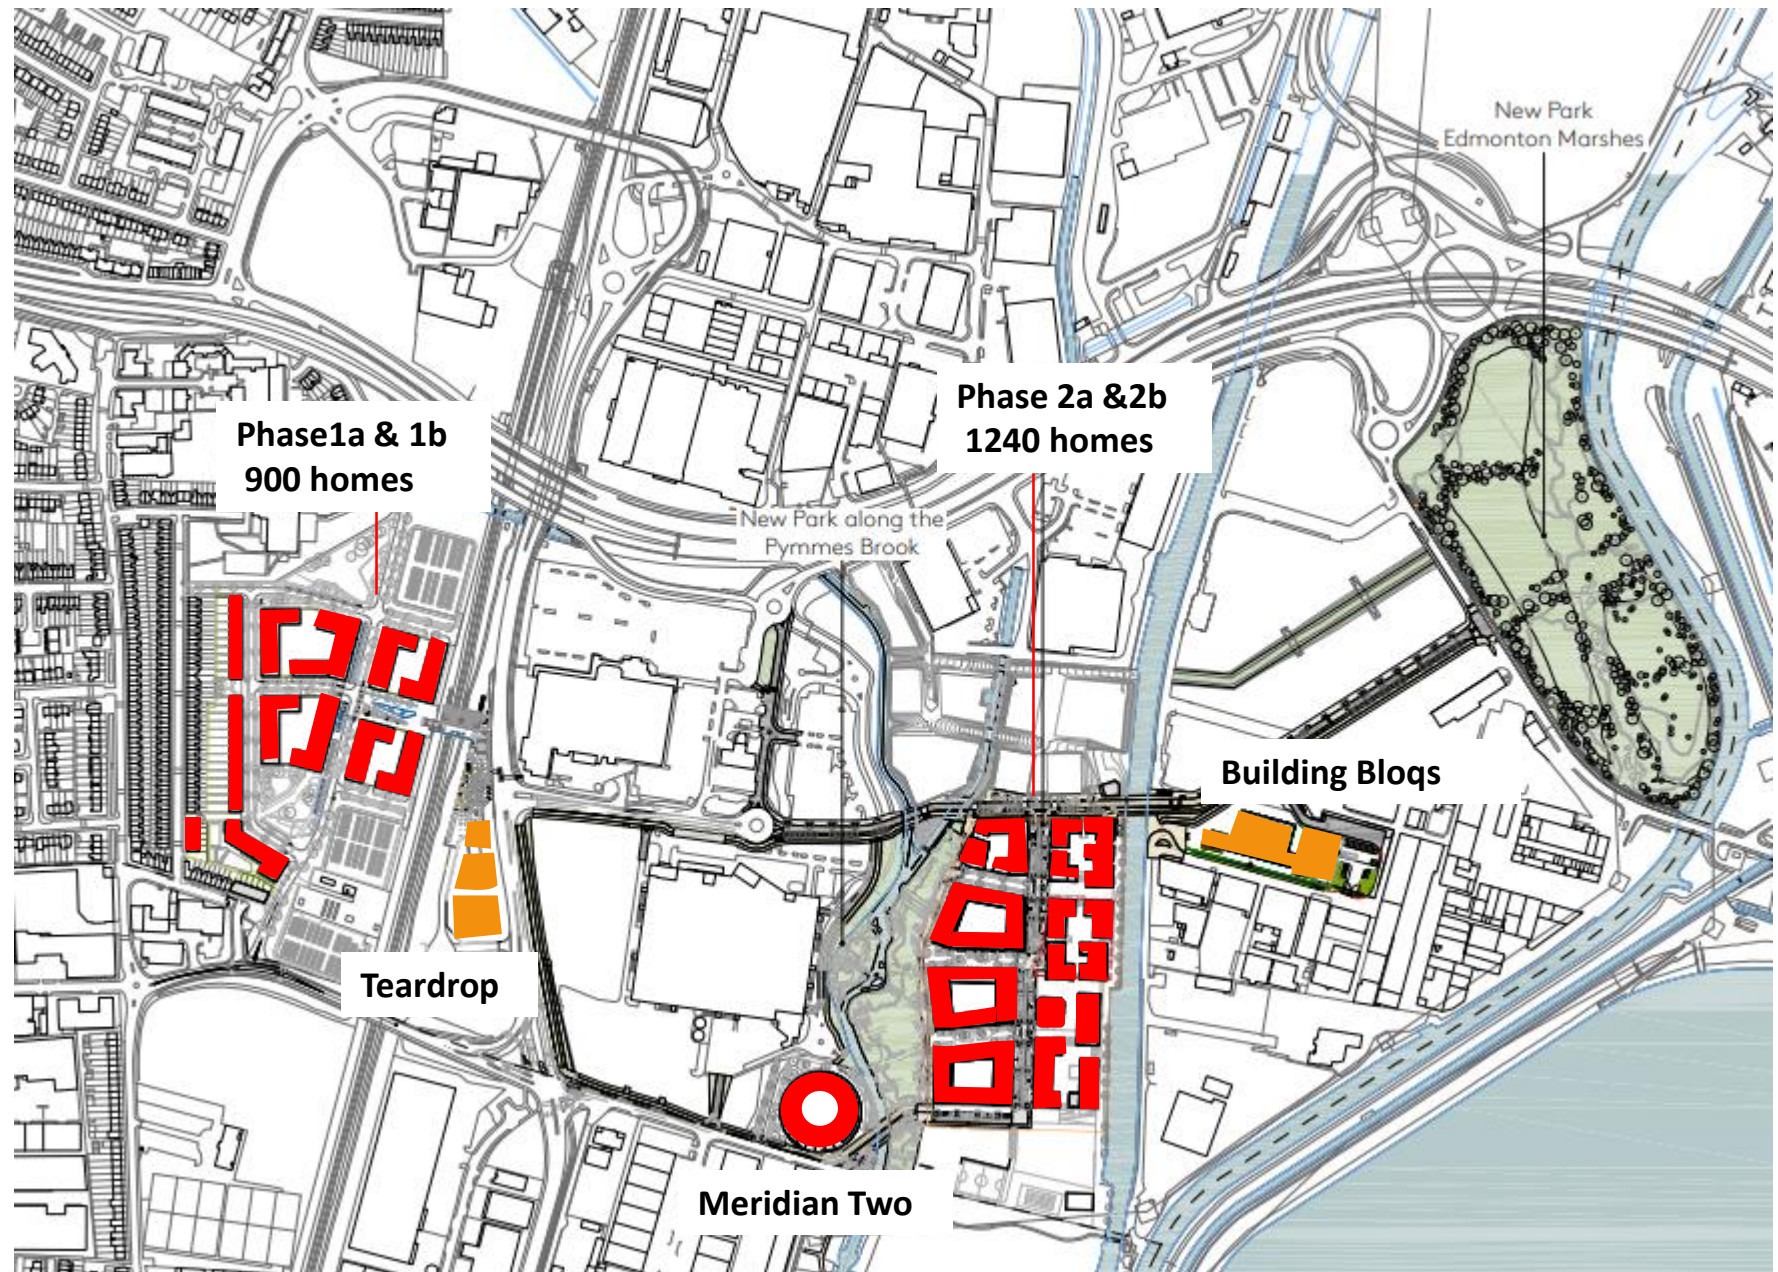 New Park
Edmonton Marshes
Phase 2a &2b
1240 homes
Phase1a & 1b
900 homes
New Park along the
Pymmes Brook
Building Bloqs
Teardrop
Meridian Two